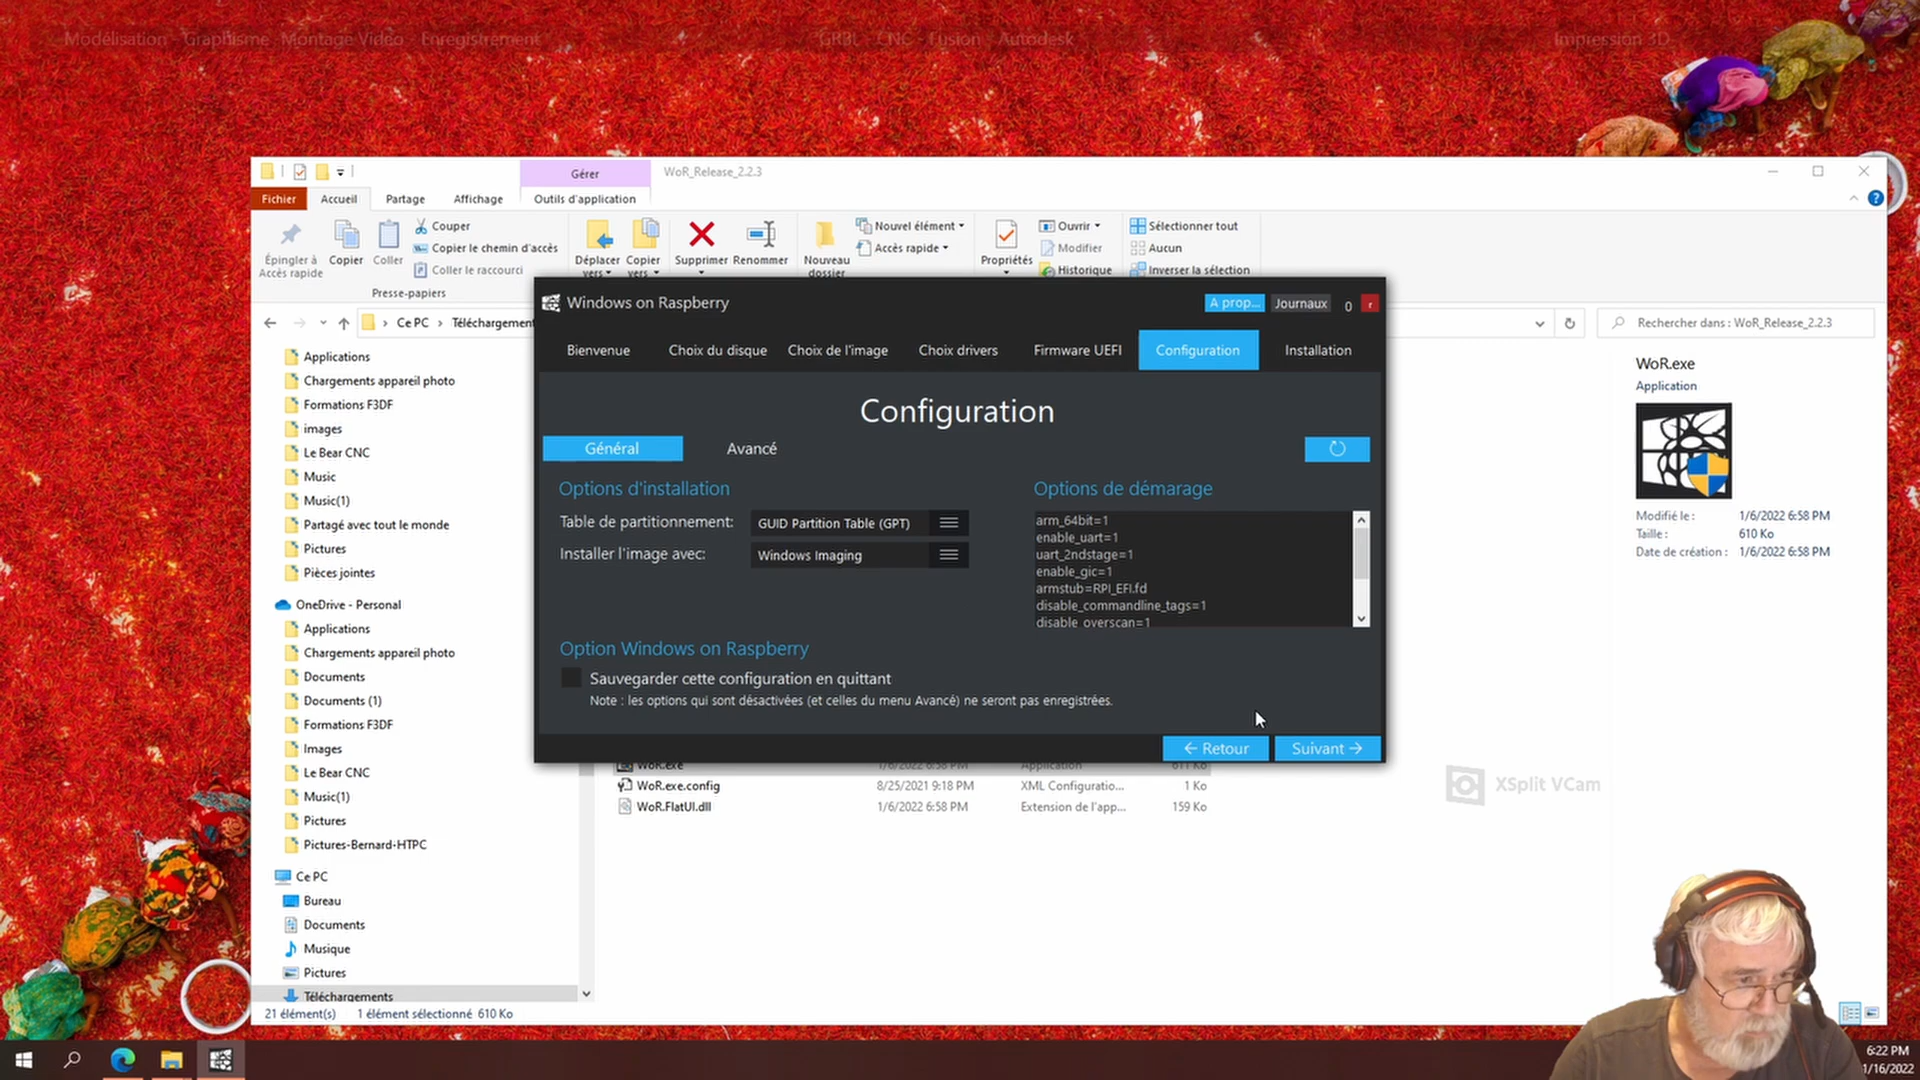 Modélisation - Graphisme - Montage Vidéo - Enregistrement
GRBL - CNC - Fusion - Autodesk
Impression 3D
Gérer
WoR_Release_2.2.3
Fichier
Accueil
Partage
Affichage
Outils d'application
Épingler à
Accès rapide
Copier
Coller
Couper
Copier le chemin d'accès
Coller le raccourci
Presse-papiers
Déplacer
vers
Copier
vers
Supprimer
Renommer
Nouveau
dossier
Nouvel élément
Accès rapide
Propriétés
Ouvrir
Modifier
Historique
Sélectionner tout
Aucun
Inverser la sélection
Ce PC
Téléchargement
Rechercher dans : WoR_Release_2.2.3
Applications
Chargements appareil photo
Formations F3DF
images
Le Bear CNC
Music
Music(1)
Partagé avec tout le monde
Pictures
Pièces jointes
OneDrive - Personal
Applications
Chargements appareil photo
Documents
Documents (1)
Formations F3DF
Images
Le Bear CNC
Music(1)
Pictures
Pictures-Bernard-HTPC
Ce PC
Bureau
Documents
Musique
Pictures
Téléchargements
21 élément(s)
1 élément sélectionné 610 Ko
Windows on Raspberry
A prop...
Journaux
0
r
Bienvenue
Choix du disque
Choix de l'image
Choix drivers
Firmware UEFI
Configuration
Installation
Configuration
Général
Avancé
Options d'installation
Table de partitionnement:
GUID Partition Table (GPT)
Installer l'image avec:
Windows Imaging
Options de démarage
arm_64bit=1
enable_uart=1
uart_2ndstage=1
enable_gic=1
armstub=RPI_EFI.fd
disable_commandline_tags=1
disable_overscan=1
Option Windows on Raspberry
Sauvegarder cette configuration en quittant
Note : les options qui sont désactivées (et celles du menu Avancé) ne seront pas enregistrées.
← Retour
Suivant →
WoR.exe
1/6/2022 6:58 PM
Application
611 Ko
WoR.exe.config
8/25/2021 9:18 PM
XML Configuratio...
1 Ko
WoR.FlatUI.dll
1/6/2022 6:58 PM
Extension de l'app...
159 Ko
WoR.exe
Application
Modifié le :
1/6/2022 6:58 PM
Taille :
610 Ko
Date de création :
1/6/2022 6:58 PM
XSplit VCam
6:22 PM
1/16/2022